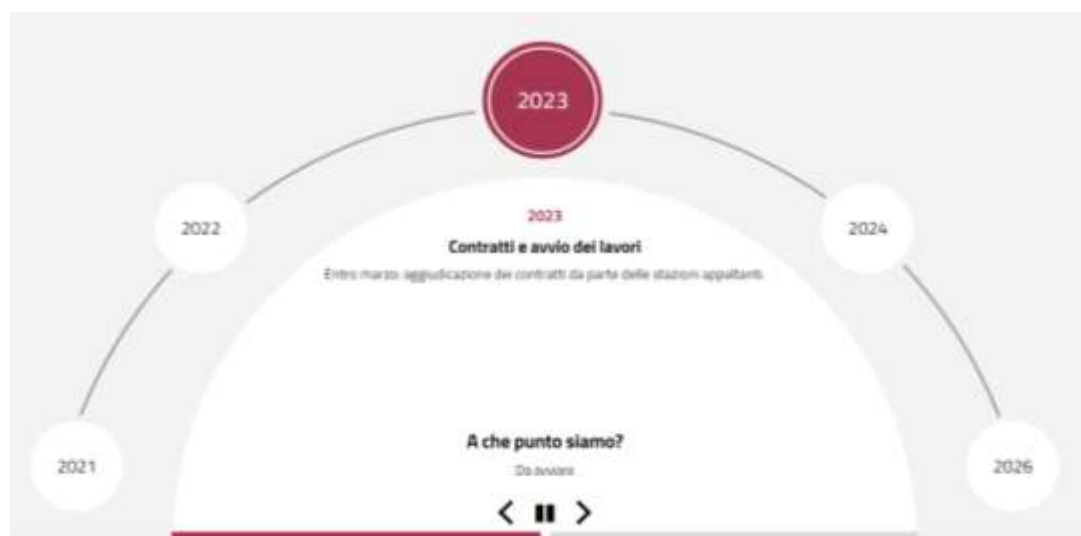 2023
2022
2024
2023
Contratti e avvio dei lavori
Entro marzo: aggiudicazione dei contratti da parte delle stazioni appaltanti
A che punto siamo?
Da avviare
2021
2026